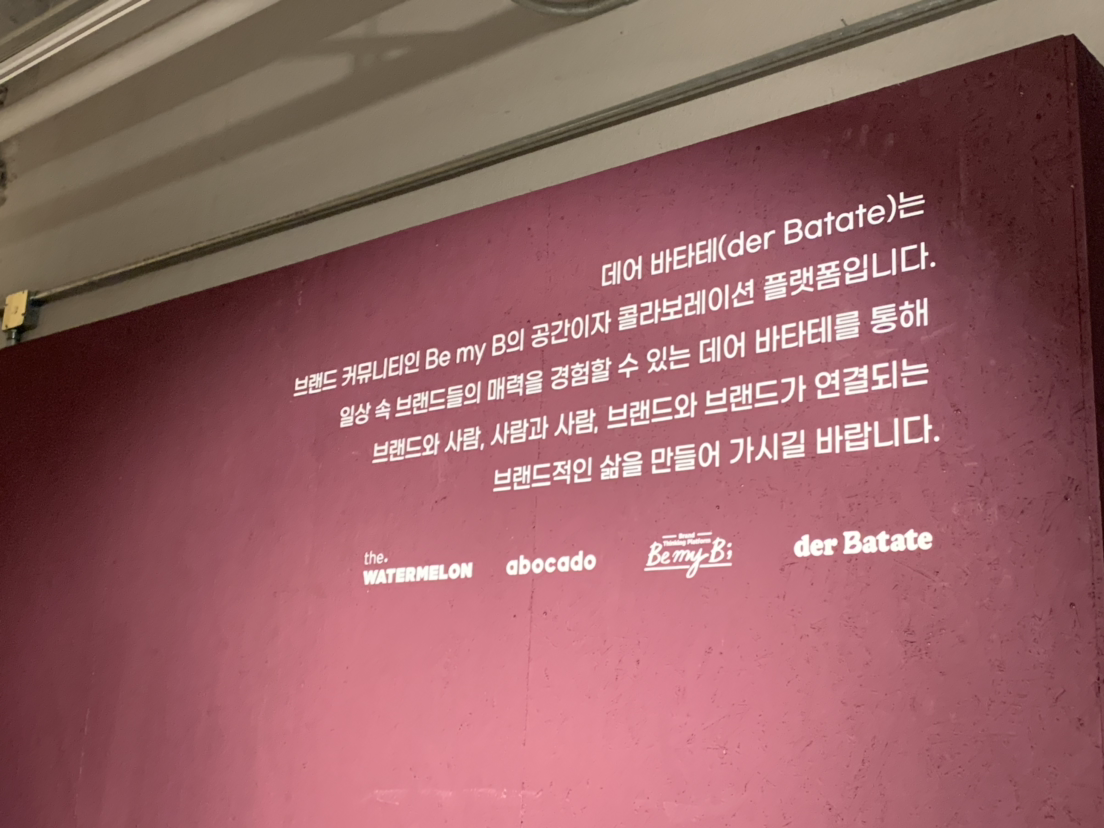 데어 바타테(der Batate)는
브랜드 커뮤니티인 Be my B의 공간이자 콜라보레이션 플랫폼입니다.
일상 속 브랜드들의 매력을 경험할 수 있는 데어 바타테를 통해
브랜드와 사람, 사람과 사람, 브랜드와 브랜드가 연결되는
브랜드적인 삶을 만들어 가시길 바랍니다.
the.
WATERMELON
abocado
Brand
Thinking Platform
Be my B;
der Batate